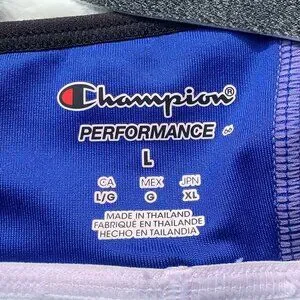 Champion
PERFORMANCE
L
CA MEX JPN
L/G G XL
MADE IN THAILAND
FABRIQUÉ EN THAÏLANDE
HECHO EN TAILANDIA